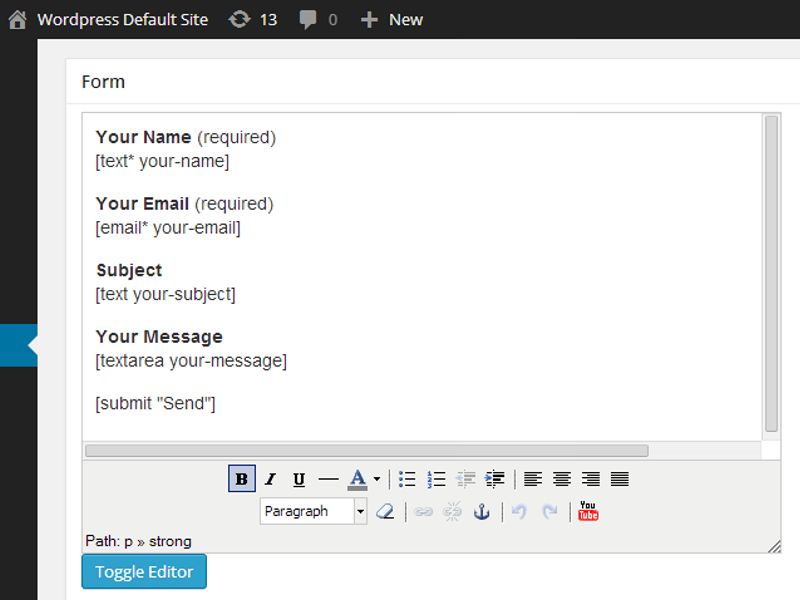 Wordpress Default Site 13 0 New
Form
Your Name (required)
[text* your-name]
Your Email (required)
[email* your-email]
Subject
[text your-subject]
Your Message
[textarea your-message]
[submit "Send"]
B I U — A
Paragraph You Tube
Path: p » strong
Toggle Editor